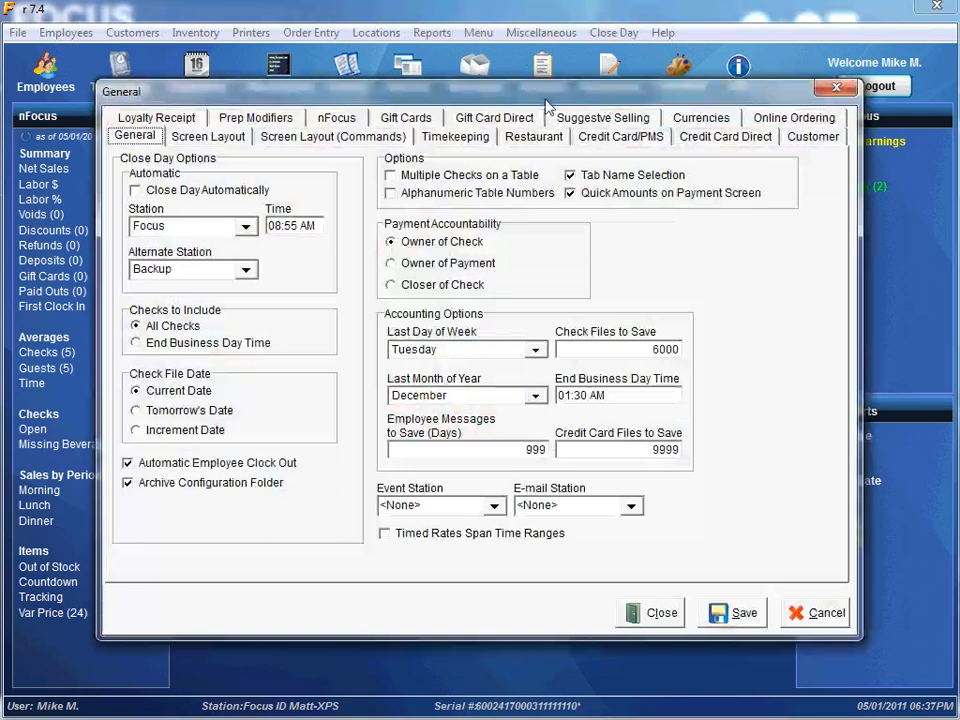 r 7.4
File Employees Customers Inventory Printers Order Entry Locations Reports Menu Miscellaneous Close Day Help
16
Welcome Mike M.
Employees
ogout
General
nFocus
as of 05/01/20
Summary
Net Sales
Labor $
Labor %
Voids (0)
Discounts (0)
Refunds (0)
Deposits (0)
Gift Cards (0)
Paid Outs (0)
First Clock In
Averages
Checks (5)
Guests (5)
Time
Checks
Open
Missing Bevera
Sales by Perio
Morning
Lunch
Dinner
Items
Out of Stock
Countdown
Tracking
Var Price (24)
Loyalty Receipt Prep Modifiers nFocus Gift Cards Gift Card Direct Suggestve Selling Currencies Online Ordering
General Screen Layout Screen Layout (Commands) Timekeeping Restaurant Credit Card/PMS Credit Card Direct Customer
Close Day Options
Automatic
Close Day Automatically
Station Time
Focus 08:55 AM
Alternate Station
Backup
Checks to Include
All Checks
End Business Day Time
Check File Date
Current Date
Tomorrow's Date
Increment Date
Automatic Employee Clock Out
Archive Configuration Folder
Options
Multiple Checks on a Table Tab Name Selection
Alphanumeric Table Numbers Quick Amounts on Payment Screen
Payment Accountability
Owner of Check
Owner of Payment
Closer of Check
Accounting Options
Last Day of Week Check Files to Save
Tuesday 6000
Last Month of Year End Business Day Time
December 01:30 AM
Employee Messages
to Save (Days) Credit Card Files to Save
999 9999
Event Station E-mail Station
<None> <None>
Timed Rates Span Time Ranges
Close Save Cancel
us
arnings
(2)
rts
e
ate
User: Mike M. Station:Focus ID Matt-XPS Serial #:6002417000311111110* 05/01/2011 06:37PM